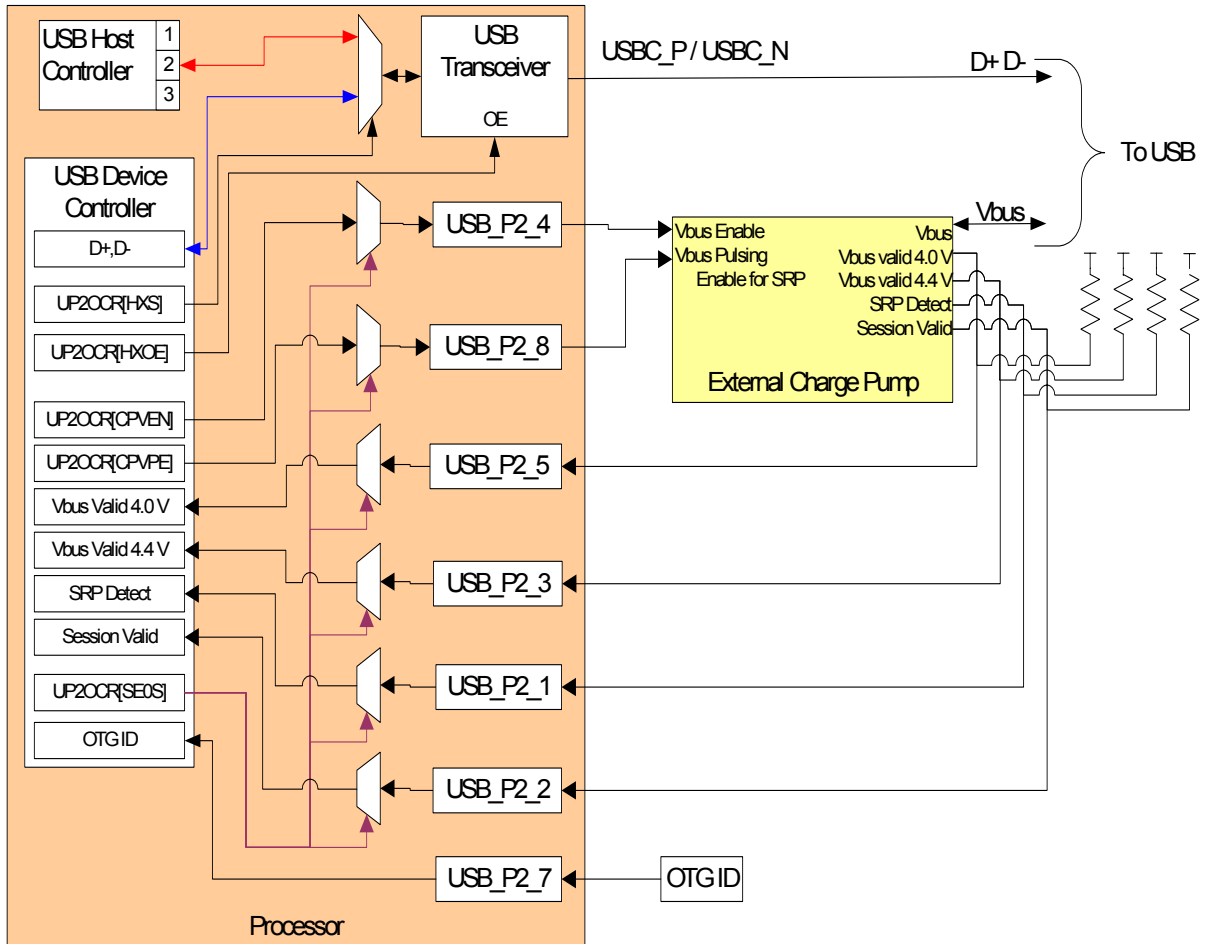 USB Host
Controller
1
2
3
USB
Transceiver
OE
USBC_P / USBC_N
D+ D-
To USB
Vbus
USB Device
Controller
D+,D-
UP2OCR[HXS]
UP2OCR[HXOE]
UP2OCR[CPVEN]
UP2OCR[CPVPE]
Vbus Valid 4.0 V
Vbus Valid 4.4 V
SRP Detect
Session Valid
UP2OCR[SE0S]
OTG ID
USB_P2_4
USB_P2_8
USB_P2_5
USB_P2_3
USB_P2_1
USB_P2_2
USB_P2_7
Vbus Enable
Vbus Pulsing
Enable for SRP
Vbus
Vbus valid 4.0 V
Vbus valid 4.4 V
SRP Detect
Session Valid
External Charge Pump
OTG ID
Processor